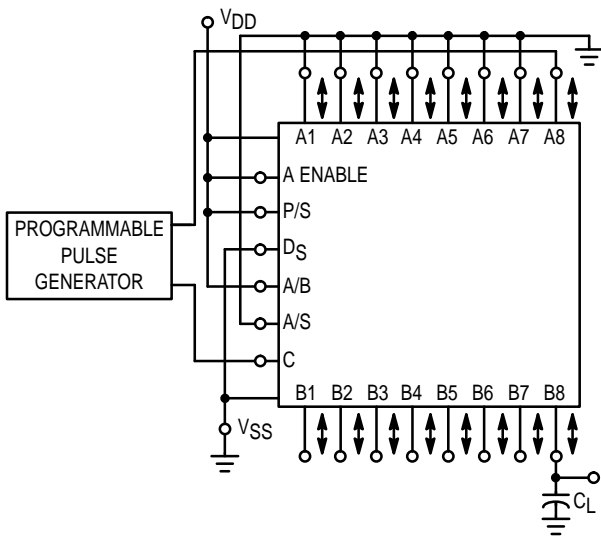 VDD
A1 A2 A3 A4 A5 A6 A7 A8
A ENABLE
P/S
DS
A/B
A/S
C
PROGRAMMABLE
PULSE
GENERATOR
B1 B2 B3 B4 B5 B6 B7 B8
VSS
CL